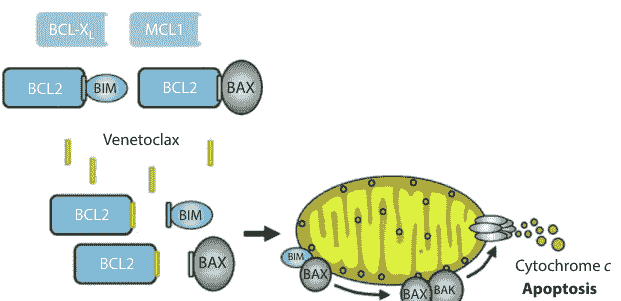 BCL-XL
MCL1
BCL2
BIM
BCL2
BAX
Venetoclax
BCL2
BIM
BCL2
BAX
BIM
BAX
BAX
BAK
Cytochrome c
Apoptosis